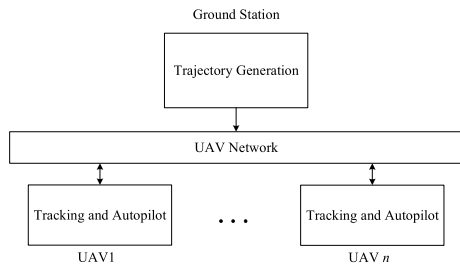 Ground Station
Trajectory Generation
UAV Network
Tracking and Autopilot
• • •
Tracking and Autopilot
UAV1
UAV n